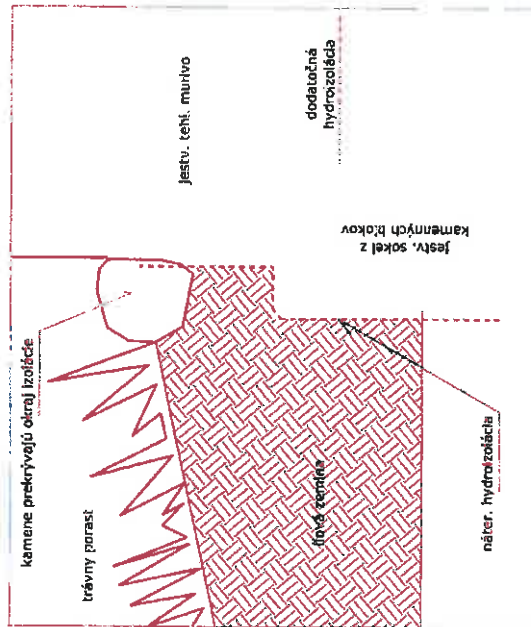 kamene prekrývajú okraj izolácie
trávny porast
ílová zemina
náter. hydroizolácia
jestv. tehl. murivo
dodatočná
hydroizolácia
jestv. sokel z
kamenných blokov